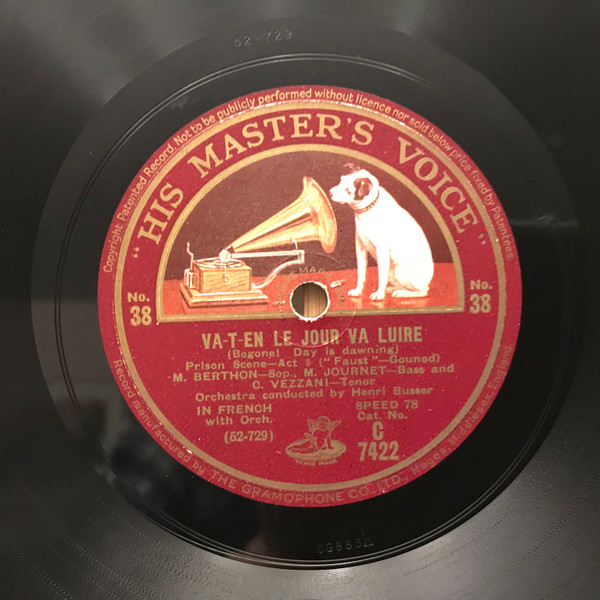 52-729
Copyright Patented Record. Not to be publicly performed without licence nor sold below price fixed by Patentees.
"HIS MASTER'S VOICE"
No. 38
No. 38
VA-T-EN LE JOUR VA LUIRE
(Begone! Day is dawning)
Prison Scene—Act 5 ("Faust"—Gounod)
M. BERTHON—Sop., M. JOURNET—Bass and
C. VEZZANI—Tenor
Orchestra conducted by Henri Busser
IN FRENCH SPEED 78
with Orch. Cat. No.
(52-729) C
7422
TRADE MARK
Record manufactured by THE GRAMOPHONE CO., LTD., Hayes, Middlesex, England.
CG883△